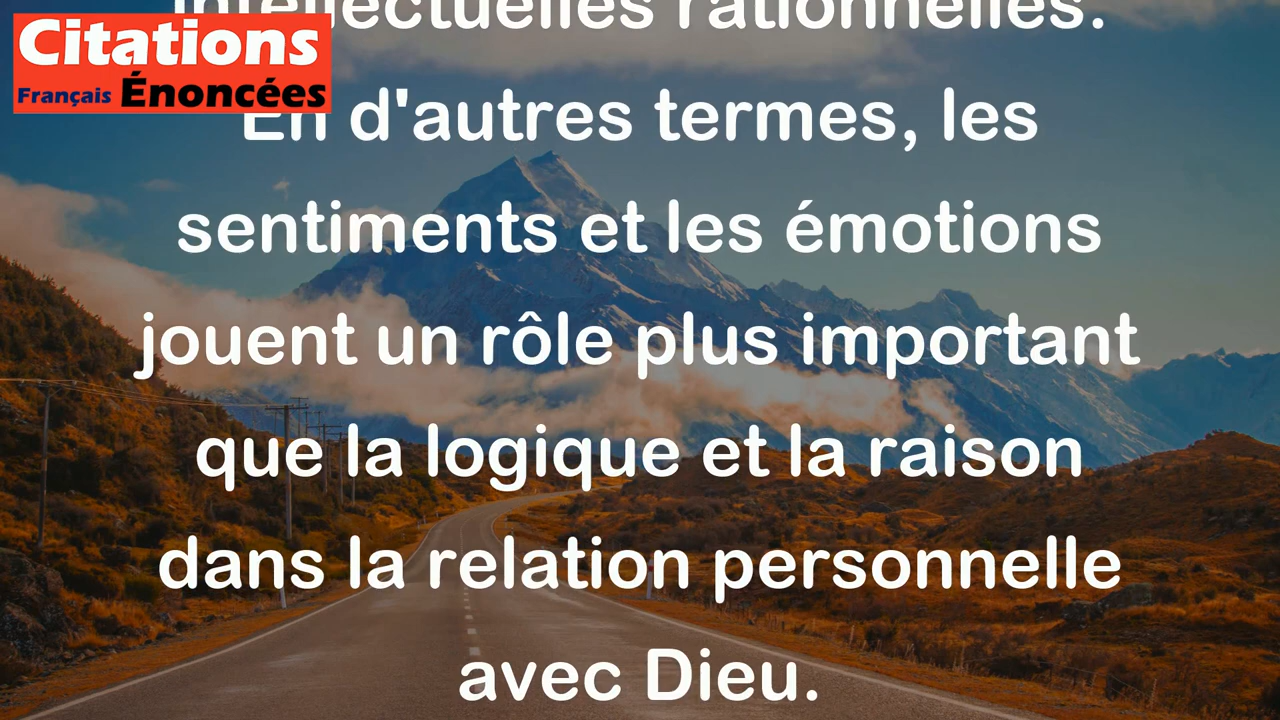 Citations
Français Énoncées
intellectuelles rationnelles.
En d'autres termes, les
sentiments et les émotions
jouent un rôle plus important
que la logique et la raison
dans la relation personnelle
avec Dieu.